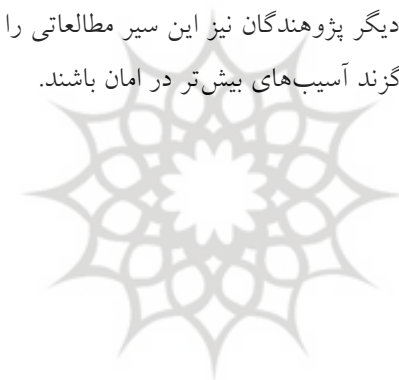 دیگر پژوهندگان نیز این سیر مطالعاتی را
گزند آسیب‌های بیش‌تر در امان باشند.